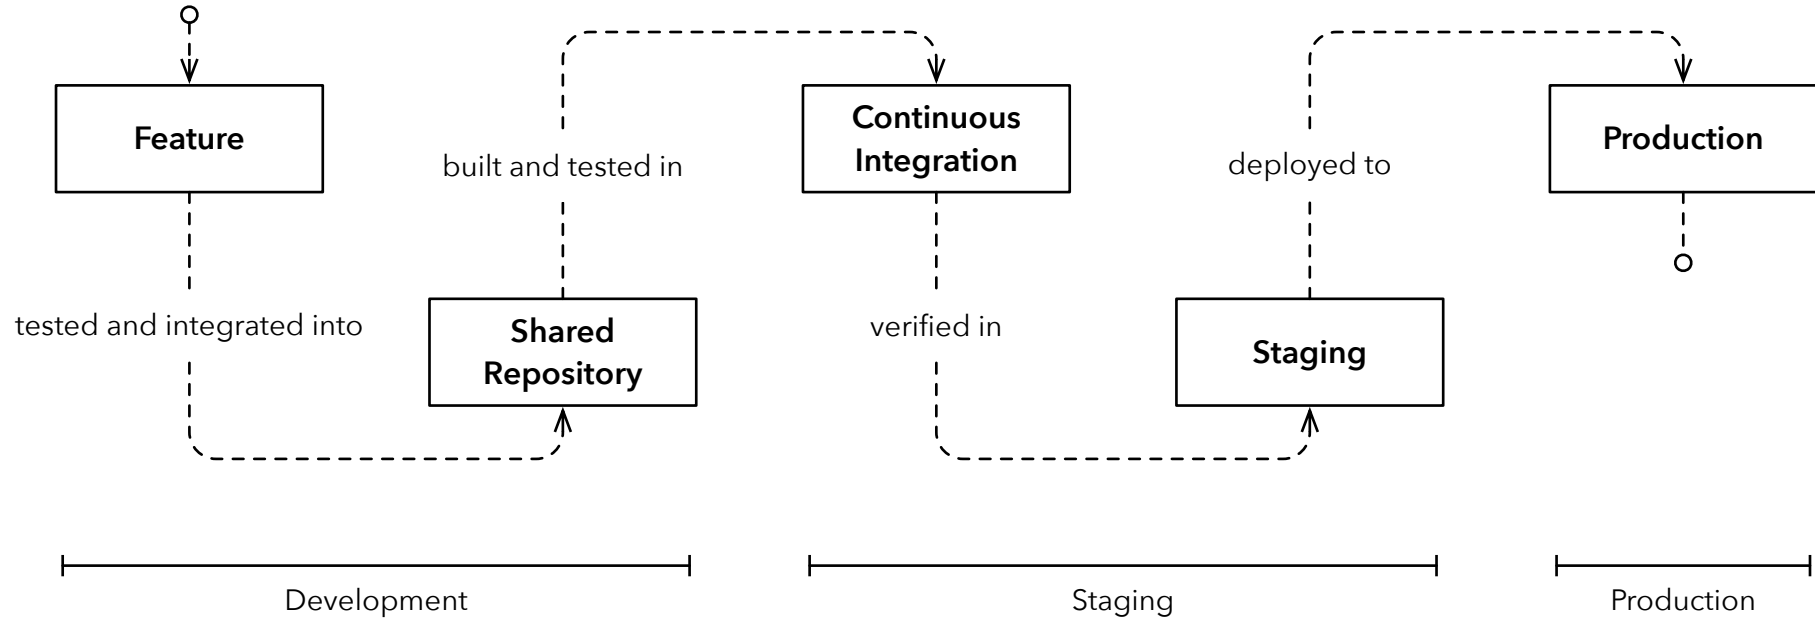 Feature
tested and integrated into
Shared
Repository
built and tested in
Continuous
Integration
verified in
Staging
deployed to
Production
Development
Staging
Production